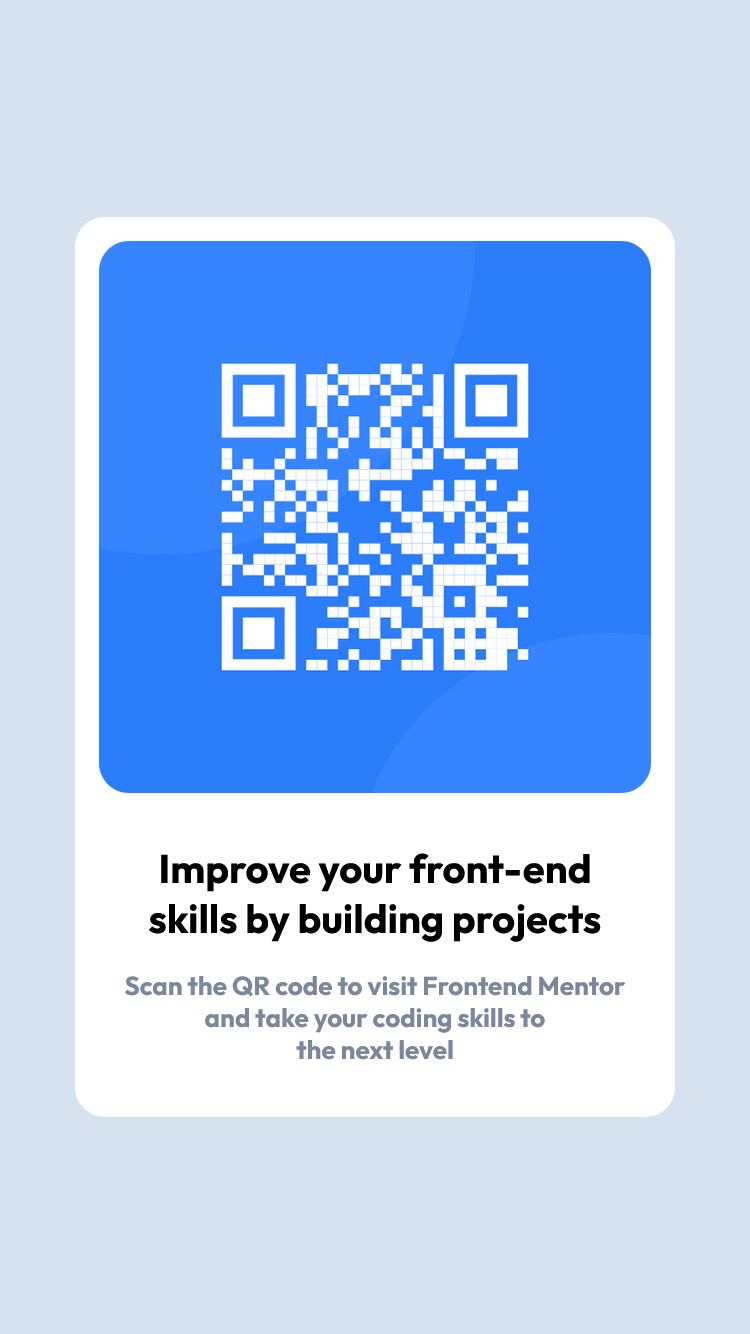 Improve your front-end
skills by building projects
Scan the QR code to visit Frontend Mentor
and take your coding skills to
the next level